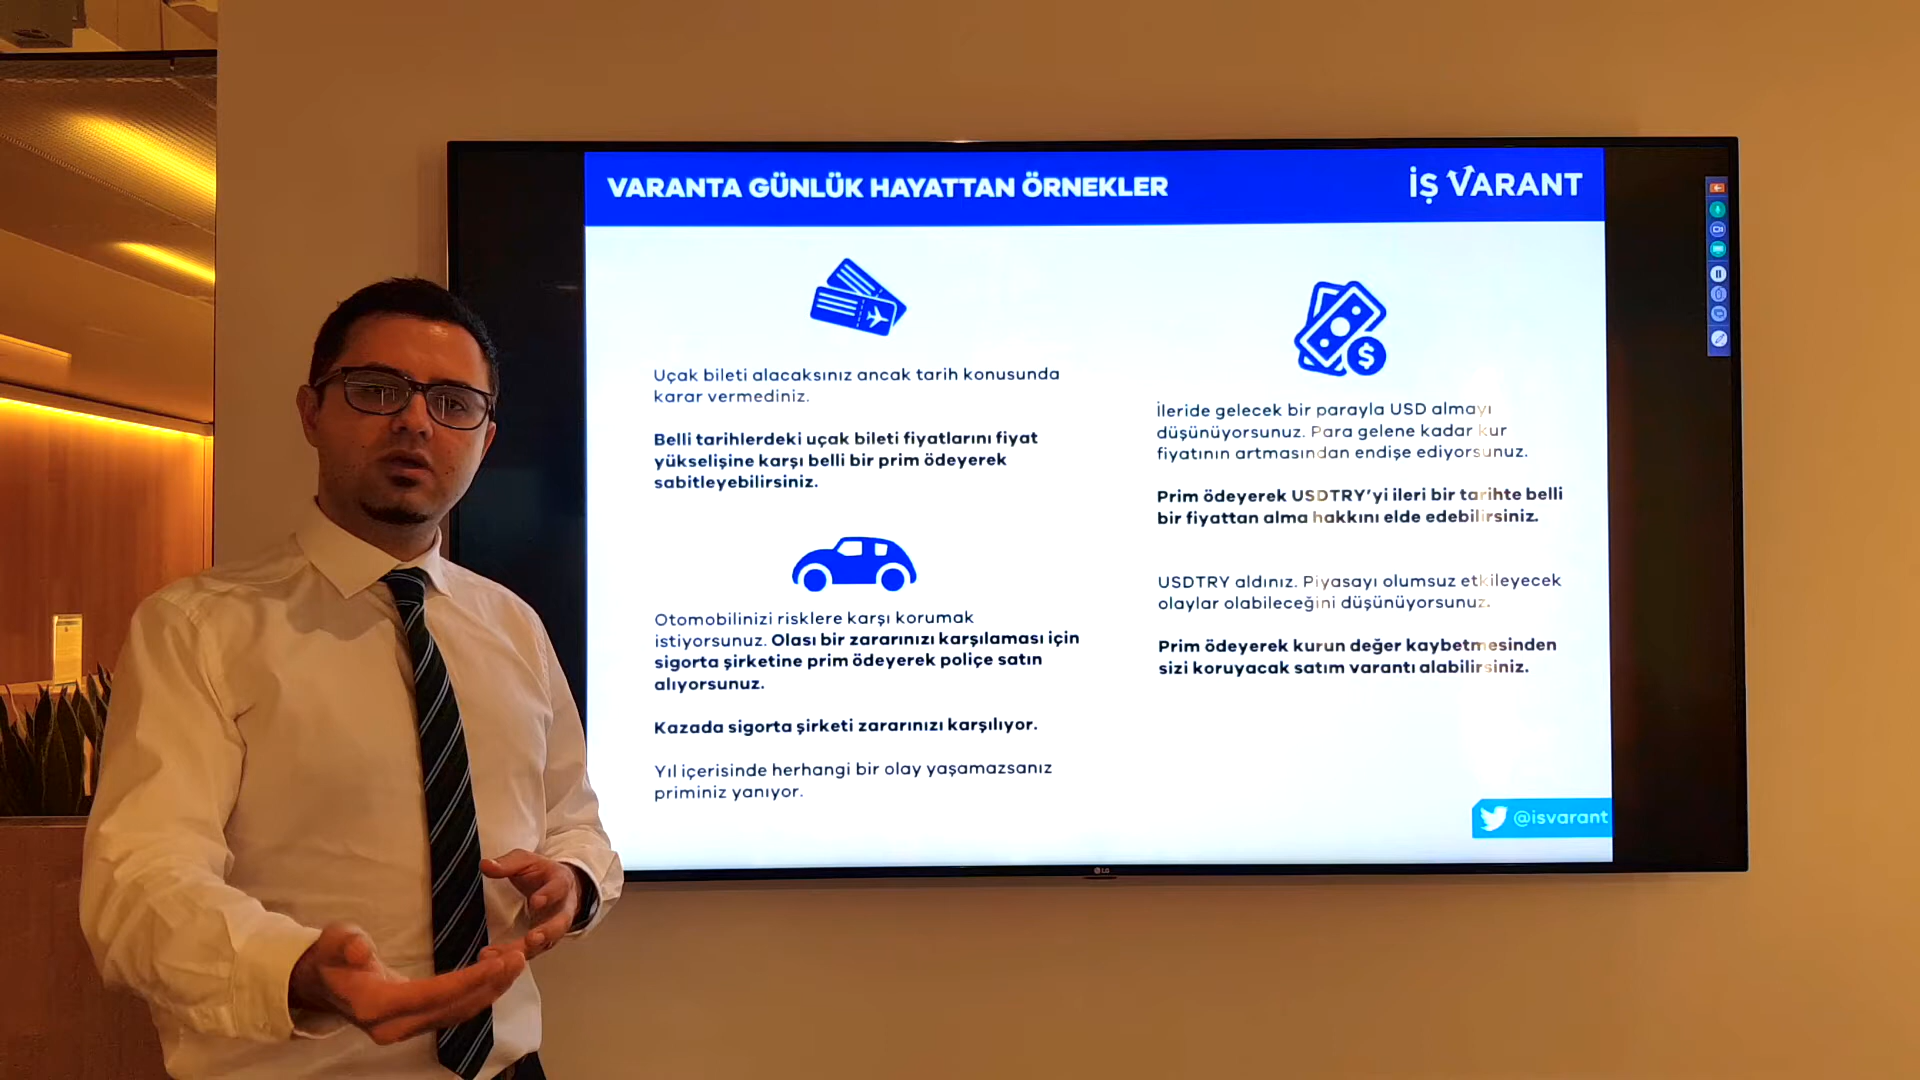 VARANTA GÜNLÜK HAYATTAN ÖRNEKLER
İŞ VARANT
Uçak bileti alacaksınız ancak tarih konusunda
karar vermediniz.
Belli tarihlerdeki uçak bileti fiyatlarını fiyat
yükselişine karşı belli bir prim ödeyerek
sabitleyebilirsiniz.
Otomobilinizi risklere karşı korumak
istiyorsunuz. Olası bir zararınızı karşılaması için
sigorta şirketine prim ödeyerek poliçe satın
alıyorsunuz.
Kazada sigorta şirketi zararınızı karşılıyor.
Yıl içerisinde herhangi bir olay yaşamazsanız
priminiz yanıyor.
$
İleride gelecek bir parayla USD almayı
düşünüyorsunuz. Para gelene kadar kur
fiyatının artmasından endişe ediyorsunuz.
Prim ödeyerek USDTRY'yi ileri bir tarihte belli
bir fiyattan alma hakkını elde edebilirsiniz.
USDTRY aldınız. Piyasayı olumsuz etkileyecek
olaylar olabileceğini düşünüyorsunuz.
Prim ödeyerek kurun değer kaybetmesinden
sizi koruyacak satım varantı alabilirsiniz.
@isvarant
LG